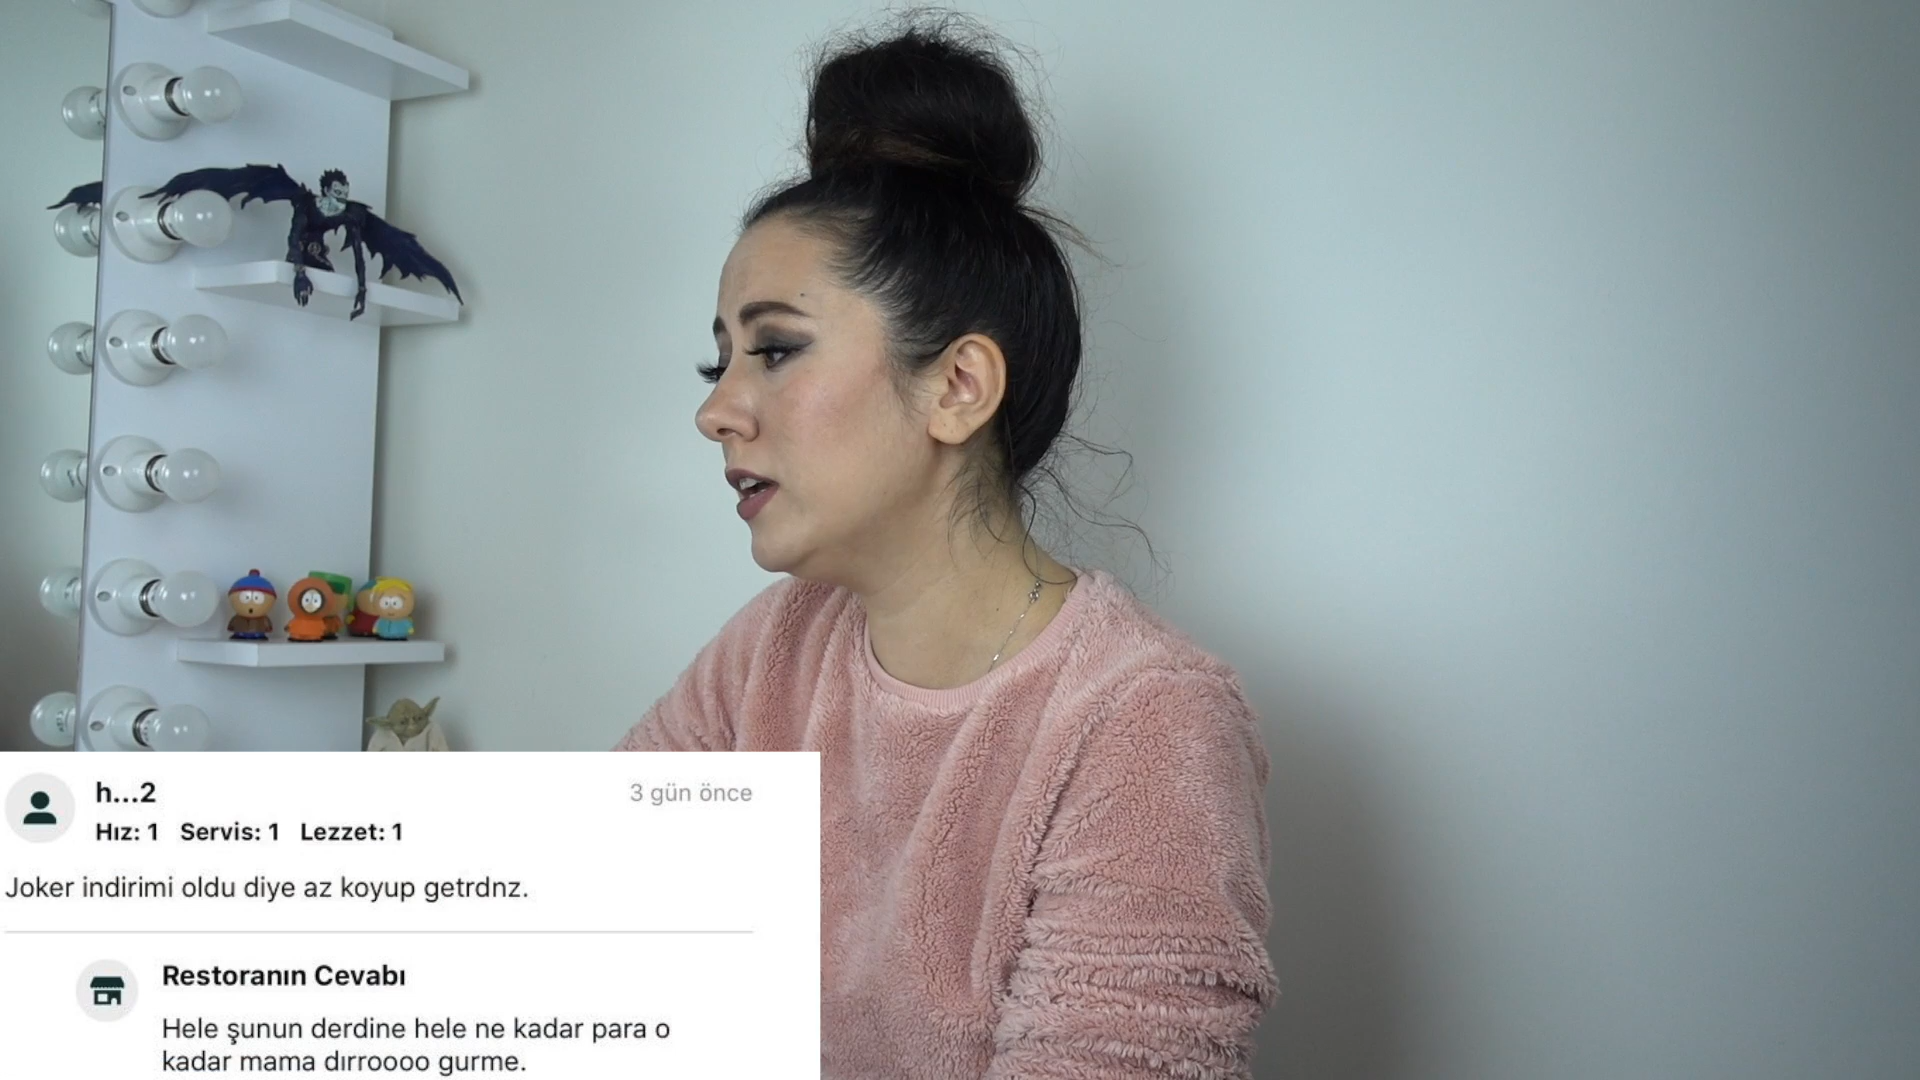 h...2
3 gün önce
Hız: 1 Servis: 1 Lezzet: 1
Joker indirimi oldu diye az koyup getrdnz.
Restoranın Cevabı
Hele şunun derdine hele ne kadar para o
kadar mama dırroooo gurme.